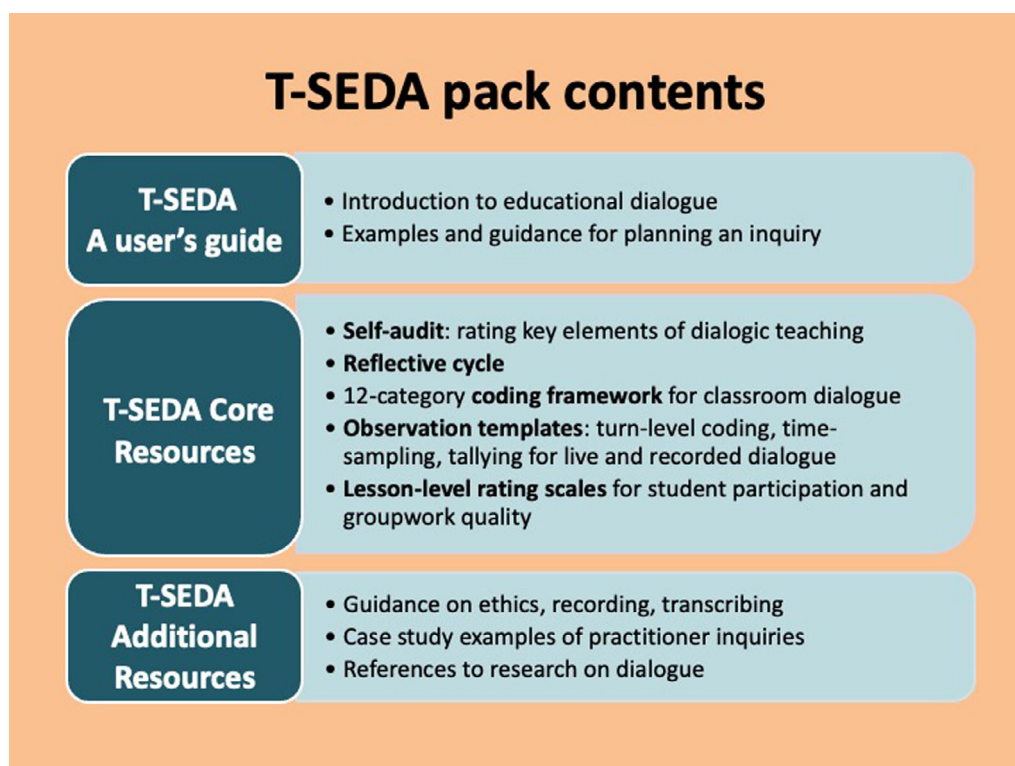 T-SEDA pack contents
T-SEDA
A user’s guide
• Introduction to educational dialogue
• Examples and guidance for planning an inquiry
T-SEDA Core
Resources
• Self-audit: rating key elements of dialogic teaching
• Reflective cycle
• 12-category coding framework for classroom dialogue
• Observation templates: turn-level coding, time-
sampling, tallying for live and recorded dialogue
• Lesson-level rating scales for student participation and
groupwork quality
T-SEDA
Additional
Resources
• Guidance on ethics, recording, transcribing
• Case study examples of practitioner inquiries
• References to research on dialogue